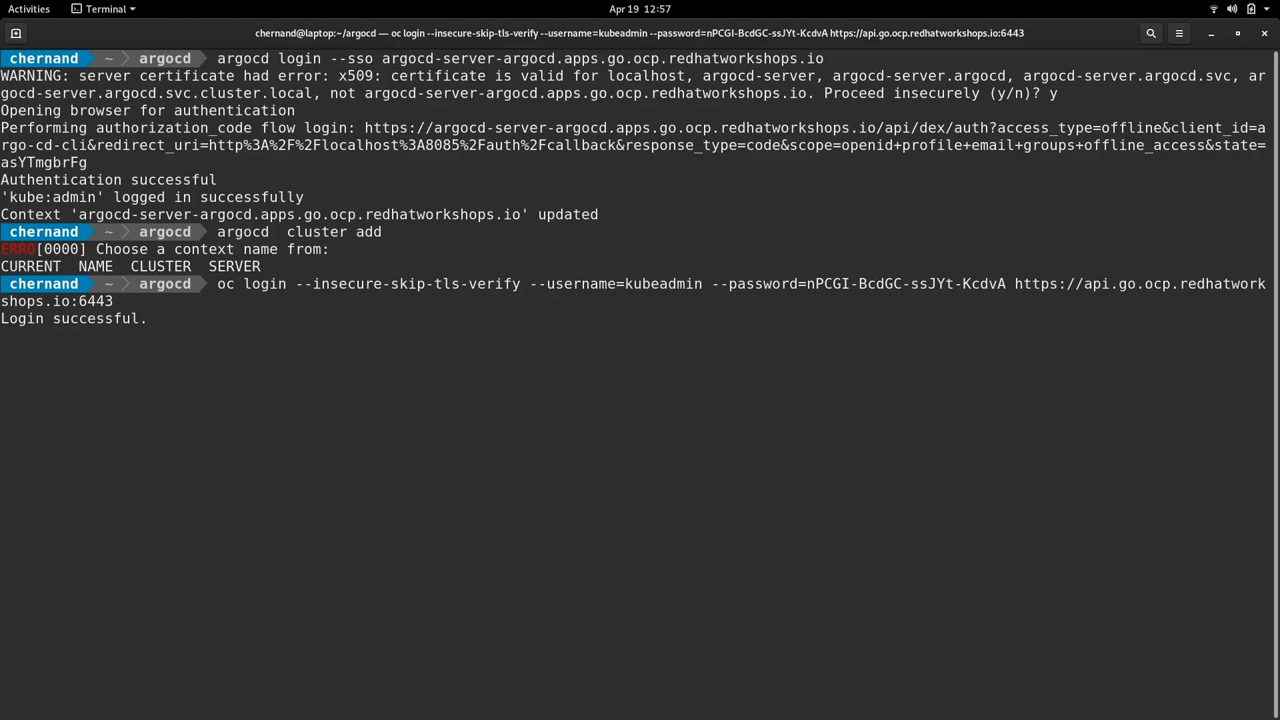 Activities Terminal Apr 19 12:57
chernand@laptop:~/argocd — oc login --insecure-skip-tls-verify --username=kubeadmin --password=nPCGI-BcdGC-ssJYt-KcdvA https://api.go.ocp.redhatworkshops.io:6443
chernand ~ argocd argocd login --sso argocd-server-argocd.apps.go.ocp.redhatworkshops.io
WARNING: server certificate had error: x509: certificate is valid for localhost, argocd-server, argocd-server.argocd, argocd-server.argocd.svc, ar
gocd-server.argocd.svc.cluster.local, not argocd-server-argocd.apps.go.ocp.redhatworkshops.io. Proceed insecurely (y/n)? y
Opening browser for authentication
Performing authorization_code flow login: https://argocd-server-argocd.apps.go.ocp.redhatworkshops.io/api/dex/auth?access_type=offline&client_id=a
rgo-cd-cli&redirect_uri=http%3A%2F%2Flocalhost%3A8085%2Fauth%2Fcallback&response_type=code&scope=openid+profile+email+groups+offline_access&state=
asYTmgbrFg
Authentication successful
'kube:admin' logged in successfully
Context 'argocd-server-argocd.apps.go.ocp.redhatworkshops.io' updated
chernand ~ argocd argocd  cluster add
ERRO[0000] Choose a context name from:
CURRENT  NAME  CLUSTER  SERVER
chernand ~ argocd oc login --insecure-skip-tls-verify --username=kubeadmin --password=nPCGI-BcdGC-ssJYt-KcdvA https://api.go.ocp.redhatwork
shops.io:6443
Login successful.